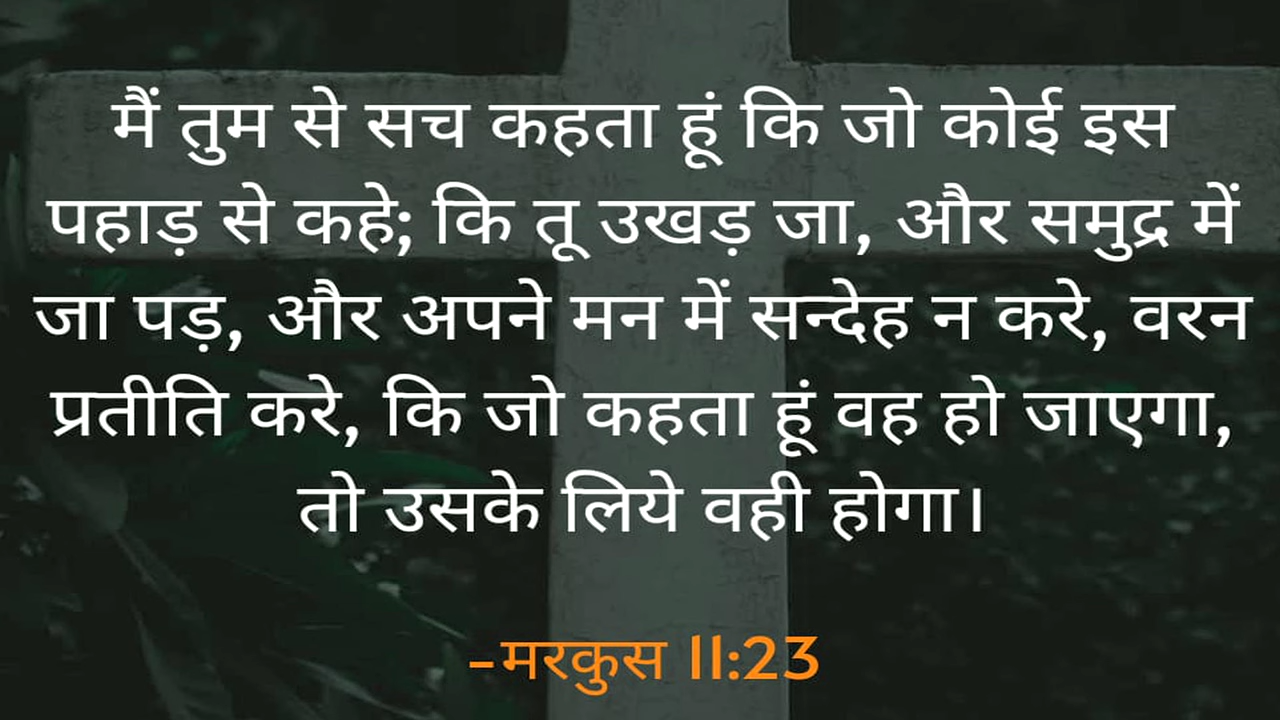 मैं तुम से सच कहता हूं कि जो कोई इस
पहाड़ से कहे; कि तू उखड़ जा, और समुद्र में
जा पड़, और अपने मन में सन्देह न करे, वरन
प्रतीति करे, कि जो कहता हूं वह हो जाएगा,
तो उसके लिये वही होगा।
-मरकुस 11:23